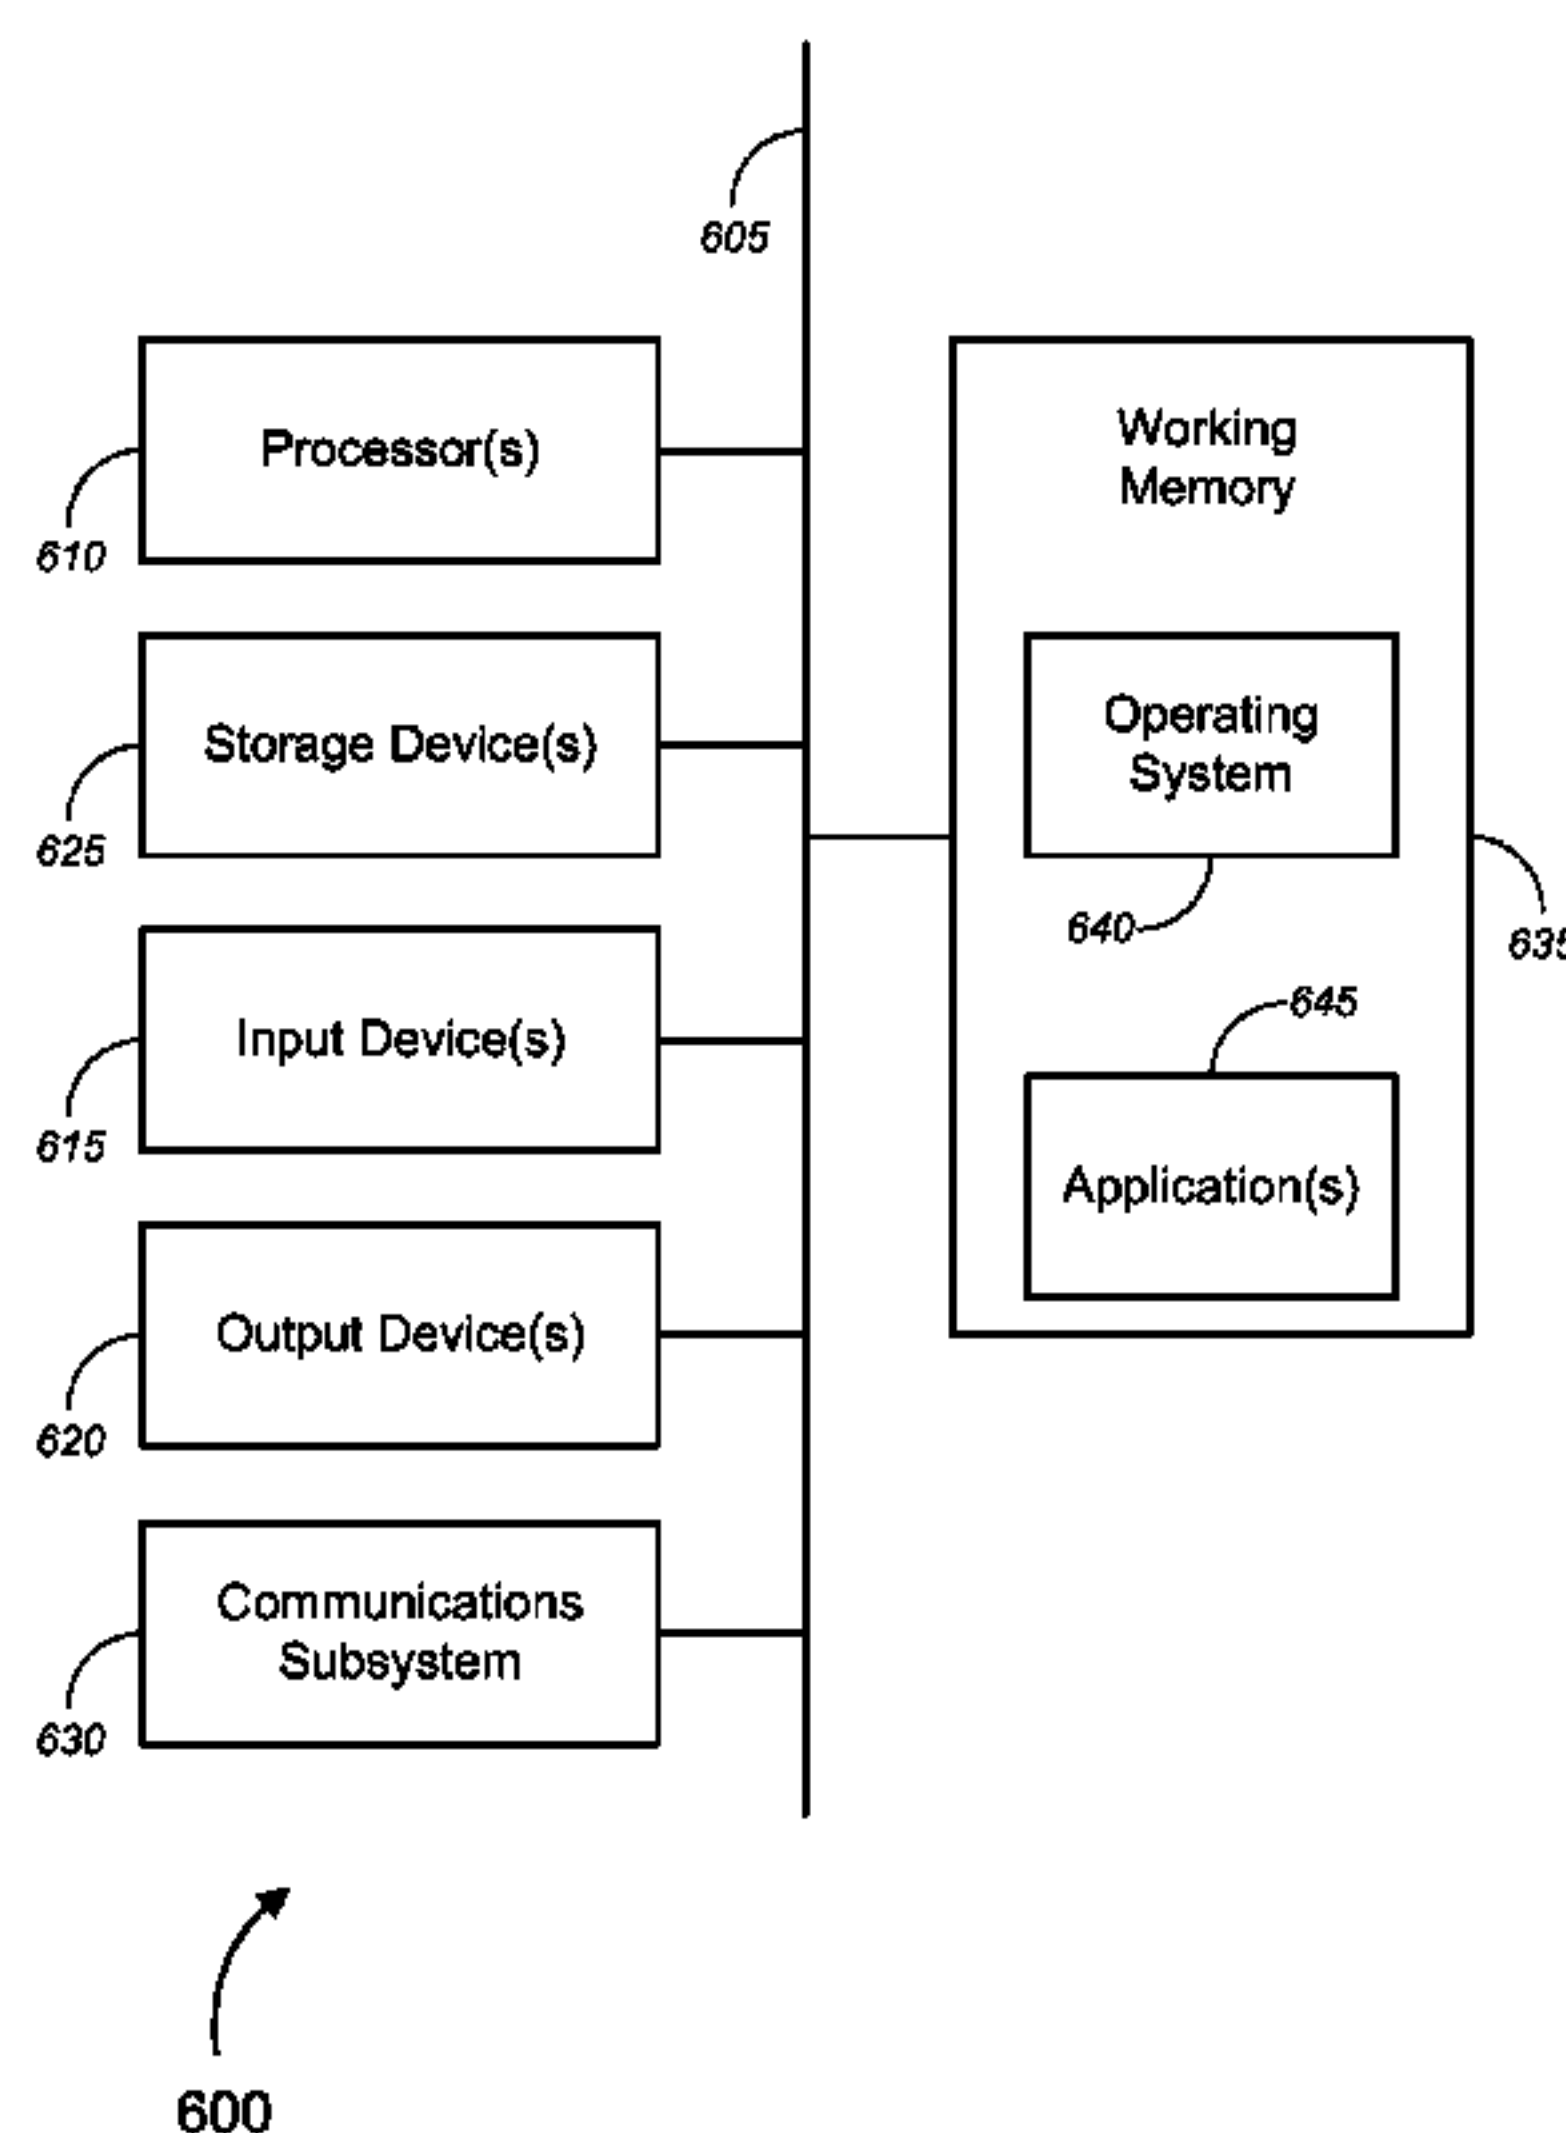 605
Processor(s)
610
Storage Device(s)
625
Input Device(s)
615
Output Device(s)
620
Communications
Subsystem
630
Working
Memory
Operating
System
640
635
645
Application(s)
600